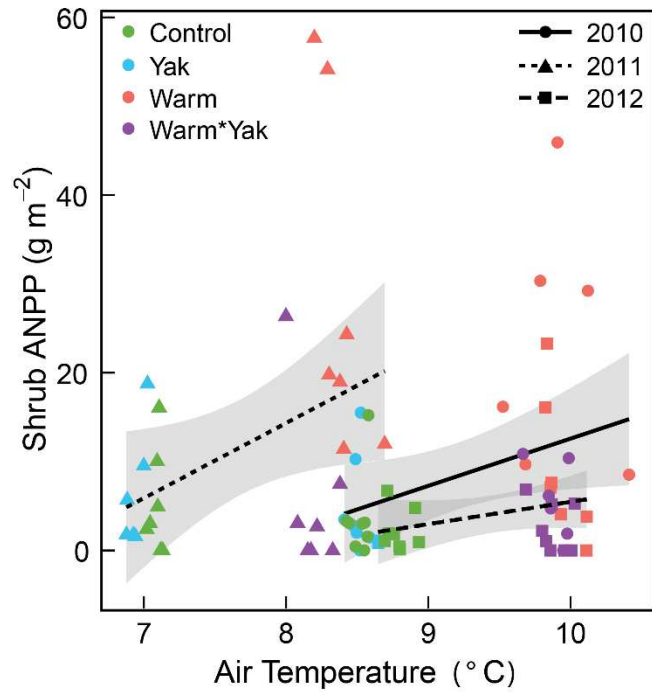 60
40
20
0
Shrub ANPP (g m⁻²)
Control
Yak
Warm
Warm*Yak
2010
2011
2012
7
8
9
10
Air Temperature (°C)